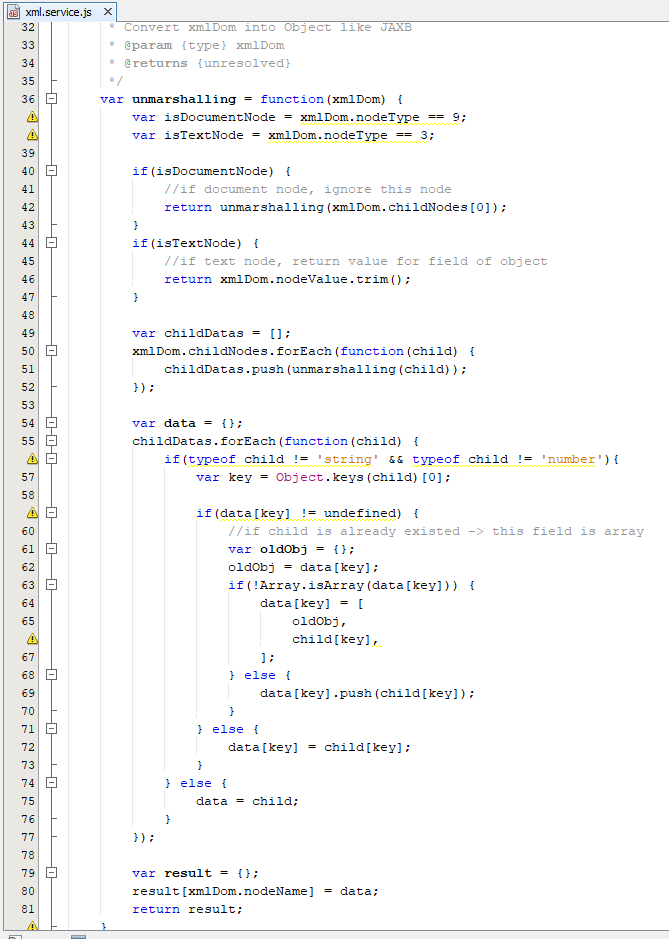 xml.service.js
32 * Convert xmlDom into Object like JAXB
33 * @param {type} xmlDom
34 * @returns {unresolved}
35 */
36 var unmarshalling = function(xmlDom) {
var isDocumentNode = xmlDom.nodeType == 9;
var isTextNode = xmlDom.nodeType == 3;
39
40 if(isDocumentNode) {
41 //if document node, ignore this node
42 return unmarshalling(xmlDom.childNodes[0]);
43 }
44 if(isTextNode) {
45 //if text node, return value for field of object
46 return xmlDom.nodeValue.trim();
47 }
48
49 var childDatas = [];
50 xmlDom.childNodes.forEach(function(child) {
51 childDatas.push(unmarshalling(child));
52 });
53
54 var data = {};
55 childDatas.forEach(function(child) {
if(typeof child != 'string' && typeof child != 'number'){
57 var key = Object.keys(child)[0];
58
if(data[key] != undefined) {
60 //if child is already existed -> this field is array
61 var oldObj = {};
62 oldObj = data[key];
63 if(!Array.isArray(data[key])) {
64 data[key] = [
65 oldObj,
child[key],
67 ];
68 } else {
69 data[key].push(child[key]);
70 }
71 } else {
72 data[key] = child[key];
73 }
74 } else {
75 data = child;
76 }
77 });
78
79 var result = {};
80 result[xmlDom.nodeName] = data;
81 return result;
}